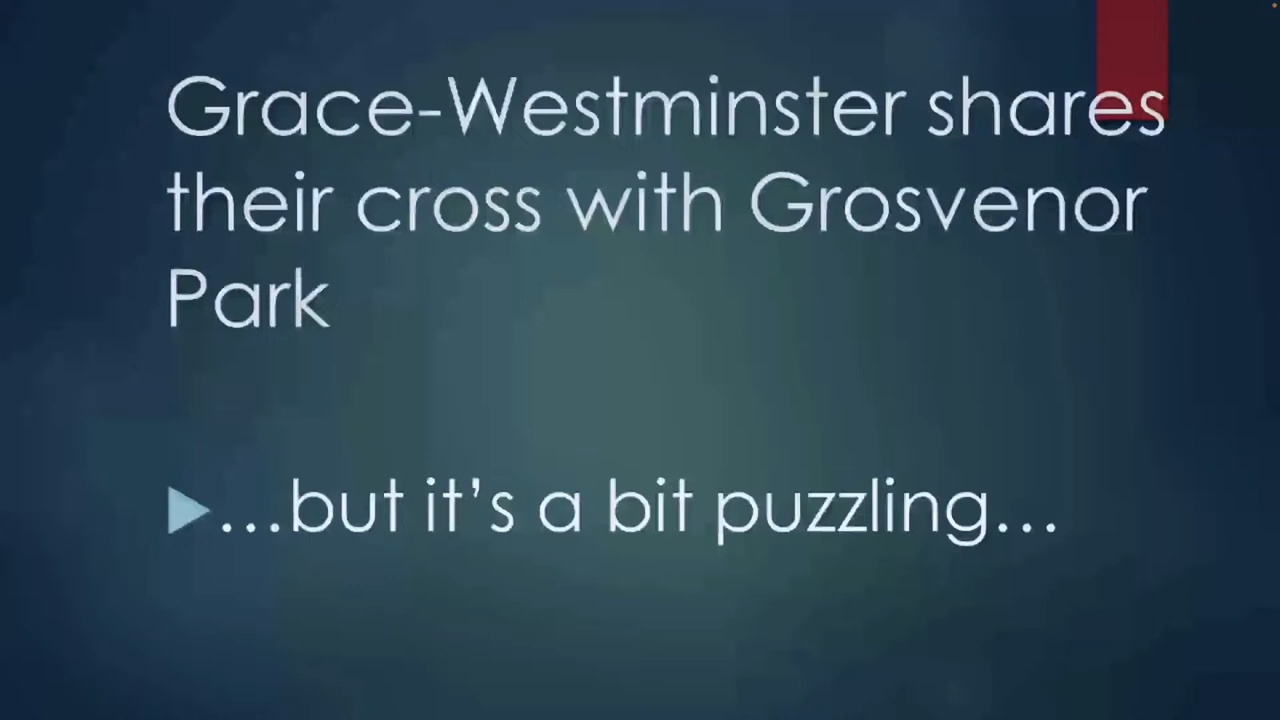 Grace-Westminster shares
their cross with Grosvenor
Park
…but it’s a bit puzzling…